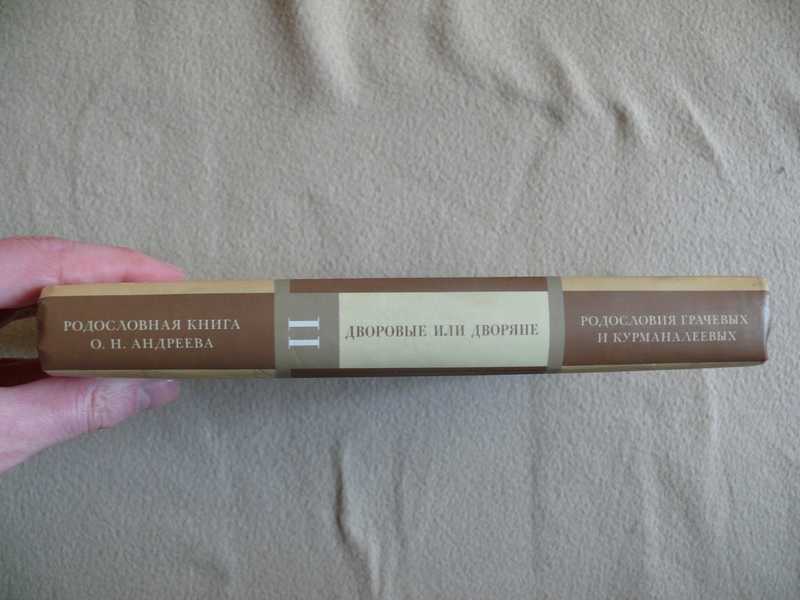 РОДОСЛОВНАЯ КНИГА
О. Н. АНДРЕЕВА
II
ДВОРОВЫЕ ИЛИ ДВОРЯНЕ
РОДОСЛОВИЯ ГРАЧЕВЫХ
И КУРМАНАЛЕЕВЫХ